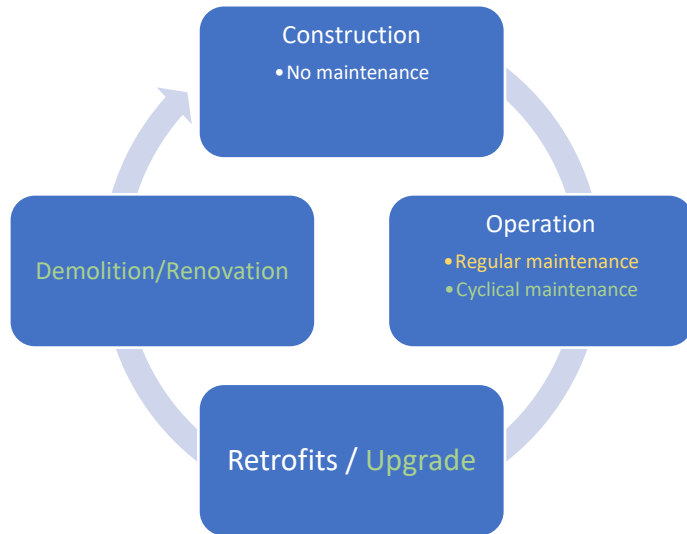 Construction
•No maintenance
Operation
•Regular maintenance
•Cyclical maintenance
Retrofits / Upgrade
Demolition/Renovation